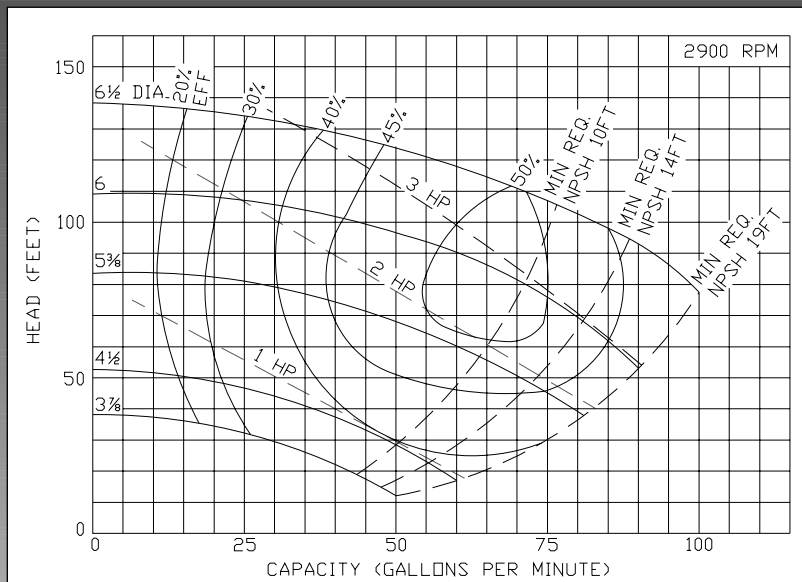 2900 RPM
150
6½ DIA.
20% EFF
30%
40%
45%
50%
MIN REQ. NPSH 10FT
MIN REQ. NPSH 14FT
MIN REQ. NPSH 19FT
3 HP
6
100
5⅜
2 HP
HEAD (FEET)
1 HP
50
4½
3⅞
0
0
25
50
75
100
CAPACITY (GALLONS PER MINUTE)